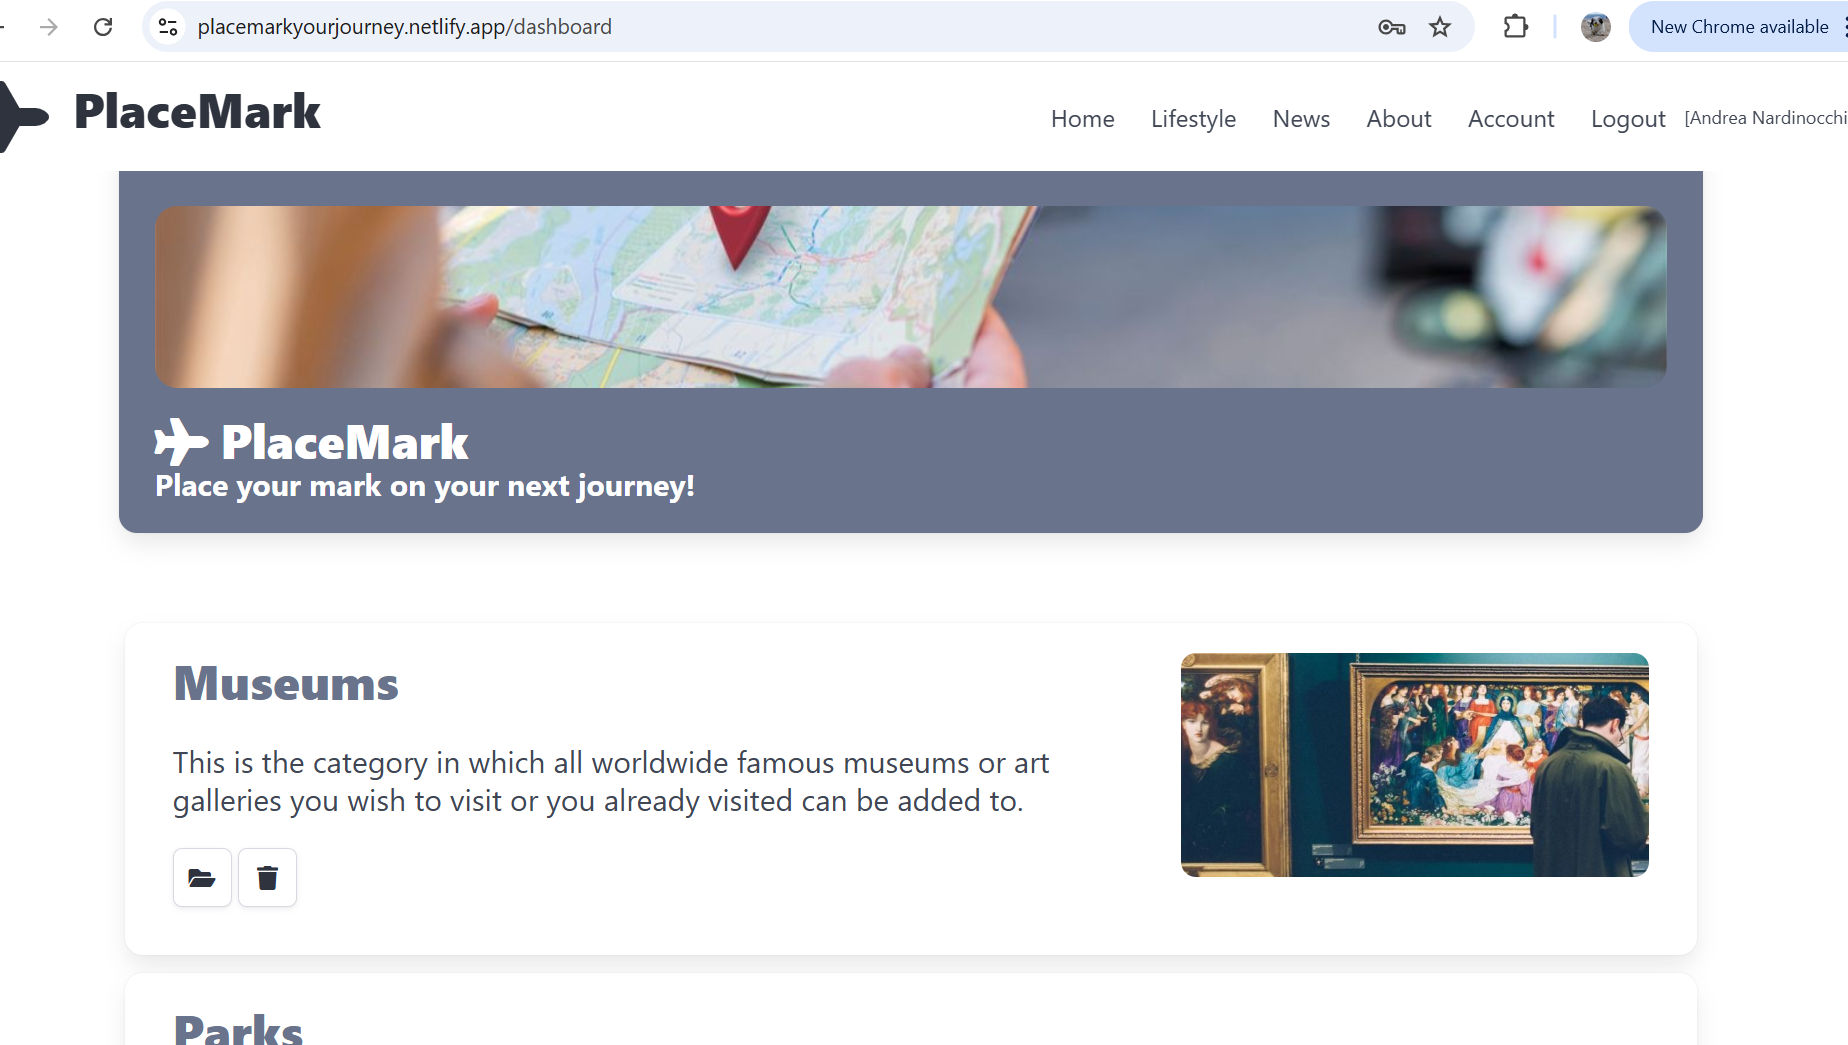 placemarkyourjourney.netlify.app/dashboard
New Chrome available
PlaceMark
Home Lifestyle News About Account Logout [Andrea Nardinocchi
PlaceMark
Place your mark on your next journey!
Museums
This is the category in which all worldwide famous museums or art
galleries you wish to visit or you already visited can be added to.
Parks